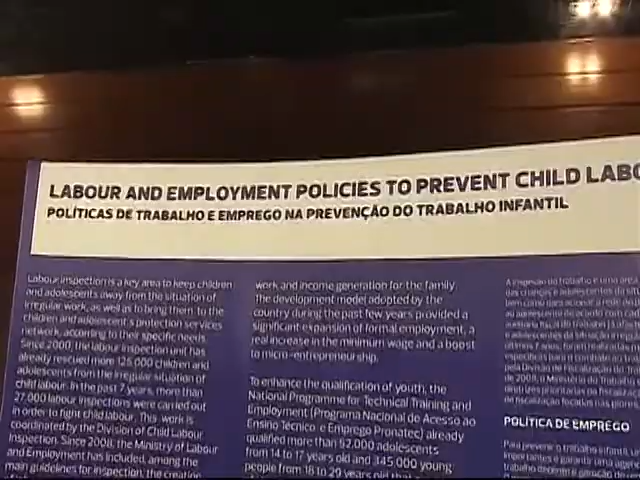 LABOUR AND EMPLOYMENT POLICIES TO PREVENT CHILD LABO
POLÍTICAS DE TRABALHO E EMPREGO NA PREVENÇÃO DO TRABALHO INFANTIL
Labour inspection is a key area to keep children
and adolescents away from the situation of
irregular work, as well as to bring them to the
children and adolescent's protection services
network, according to their specific needs.
Since 2000, the labour inspection unit has
already rescued more 125,000 children and
adolescents from the irregular situation of
child labour. In the past 7 years, more than
27,000 labour inspections were carried out
in order to fight child labour. This work is
coordinated by the Division of Child Labour
Inspection. Since 2008, the Ministry of Labour
and Employment has included, among the
main guidelines for inspection, the creation
work and income generation for the family.
The development model adopted by the
country during the past few years provided a
significant expansion of formal employment, a
real increase in the minimum wage and a boost
to micro-entrepreneurship.
To enhance the qualification of youth, the
National Programme for Technical Training and
Employment (Programa Nacional de Acesso ao
Ensino Técnico e Emprego Pronatec) already
qualified more than 52,000 adolescents
from 14 to 17 years old and 345,000 young
people from 18 to 29 years old
A inspeção do trabalho é uma área
POLÍTICA DE EMPREGO
Para prevenir o trabalho infantil, um